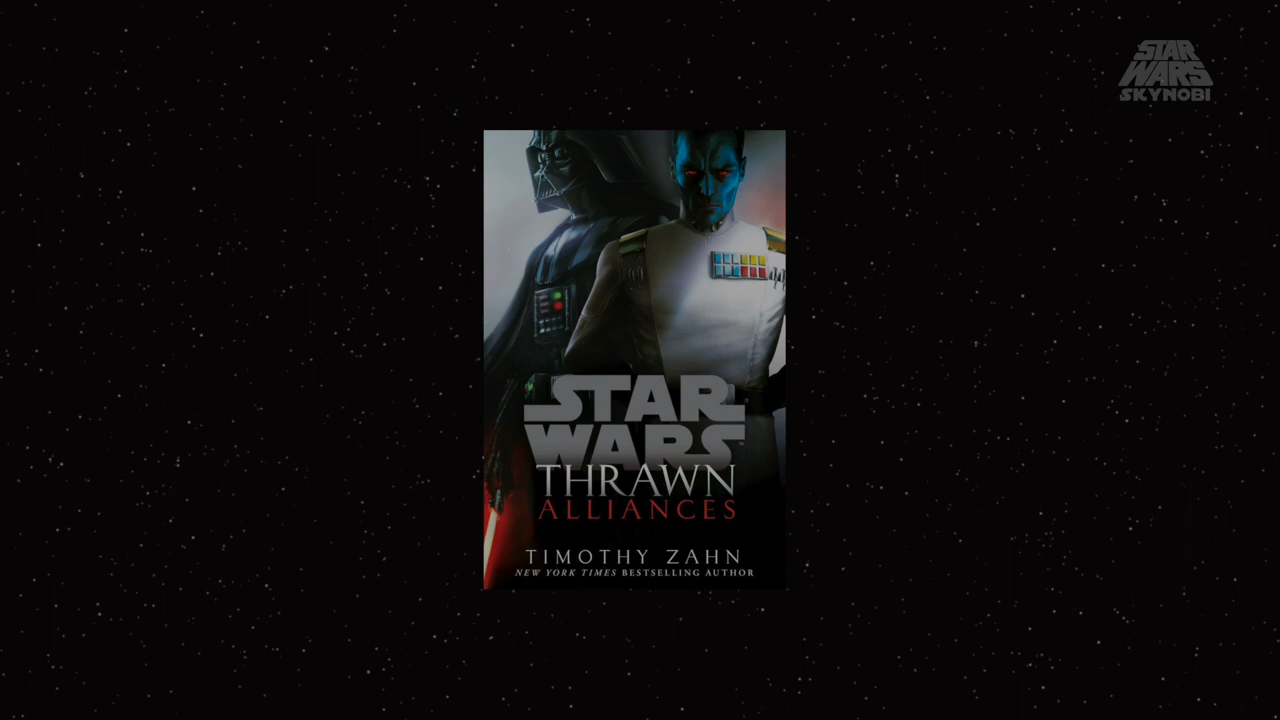 STAR
WARS
SKYNOBI
STAR
WARS
THRAWN
ALLIANCES
TIMOTHY ZAHN
NEW YORK TIMES BESTSELLING AUTHOR